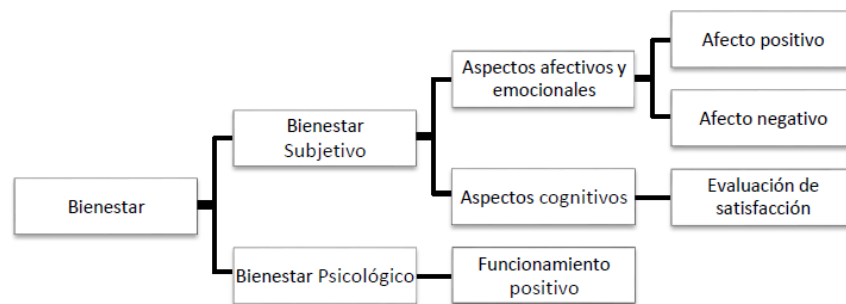 Afecto positivo
Aspectos afectivos y
emocionales
Afecto negativo
Bienestar
Subjetivo
Aspectos cognitivos
Evaluación de
satisfacción
Bienestar
Bienestar Psicológico
Funcionamiento
positivo